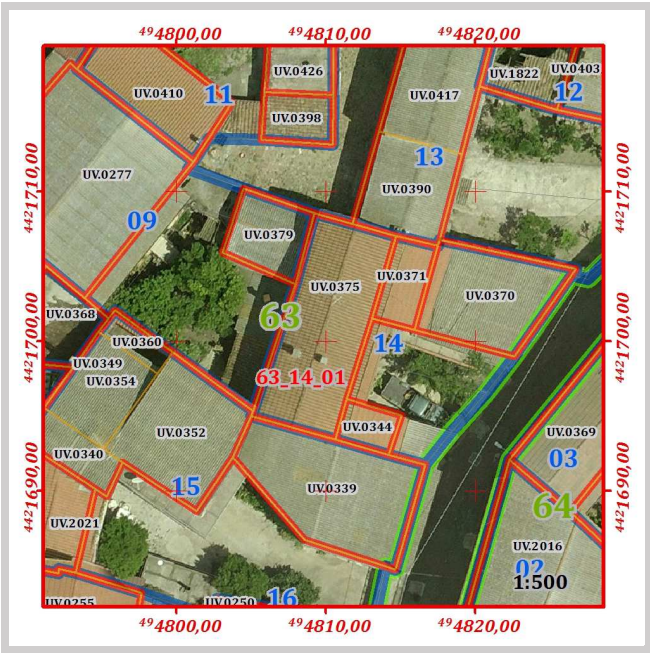 ⁴⁹4800,00 ⁴⁹4810,00 ⁴⁹4820,00
UV.0426 UV.1822 UV.0403
UV.0410 11 UV.0417 12
UV.0398
⁴⁴²1710,00 13 ⁴⁴²1710,00
UV.0277 UV.0390
09 UV.0379
UV.0375 UV.0371
UV.0370
UV.0368 63
UV.0360 14
⁴⁴²1700,00 ⁴⁴²1700,00
UV.0349
UV.0354 63_14_01
UV.0352 UV.0344 UV.0369
UV.0340 03
15 UV.0339
⁴⁴²1690,00 64 ⁴⁴²1690,00
UV.2021
UV.2016
02
1:500
UV.0255 UV.0250 16
⁴⁹4800,00 ⁴⁹4810,00 ⁴⁹4820,00